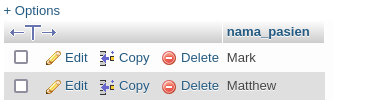 + Options
nama_pasien
Edit Copy Delete Mark
Edit Copy Delete Matthew